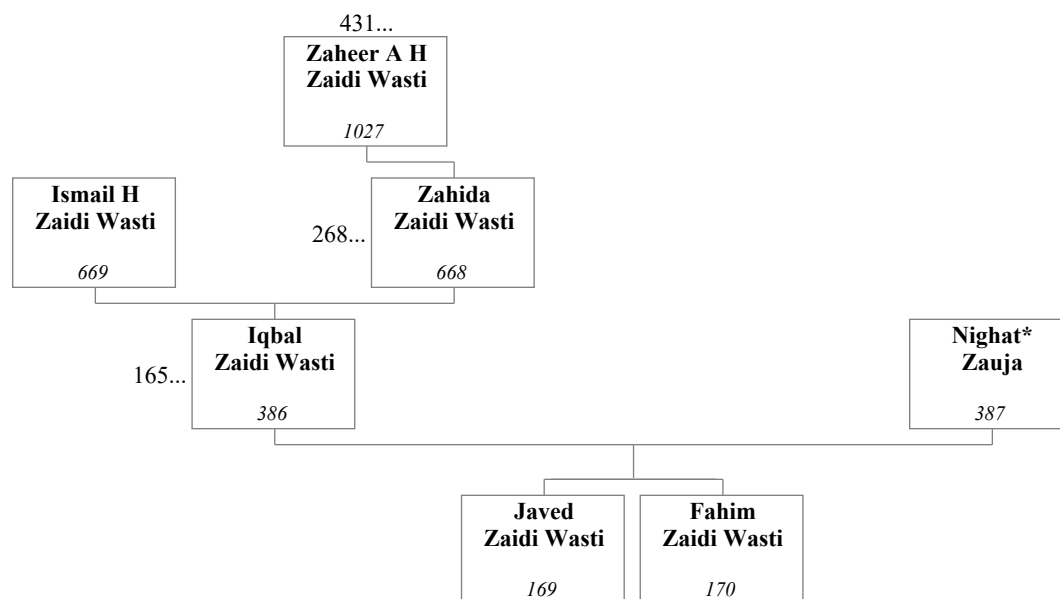 431...
Zaheer A H
Zaidi Wasti
1027
Ismail H
Zaidi Wasti
669
268...
Zahida
Zaidi Wasti
668
165...
Iqbal
Zaidi Wasti
386
Nighat*
Zauja
387
Javed
Zaidi Wasti
169
Fahim
Zaidi Wasti
170